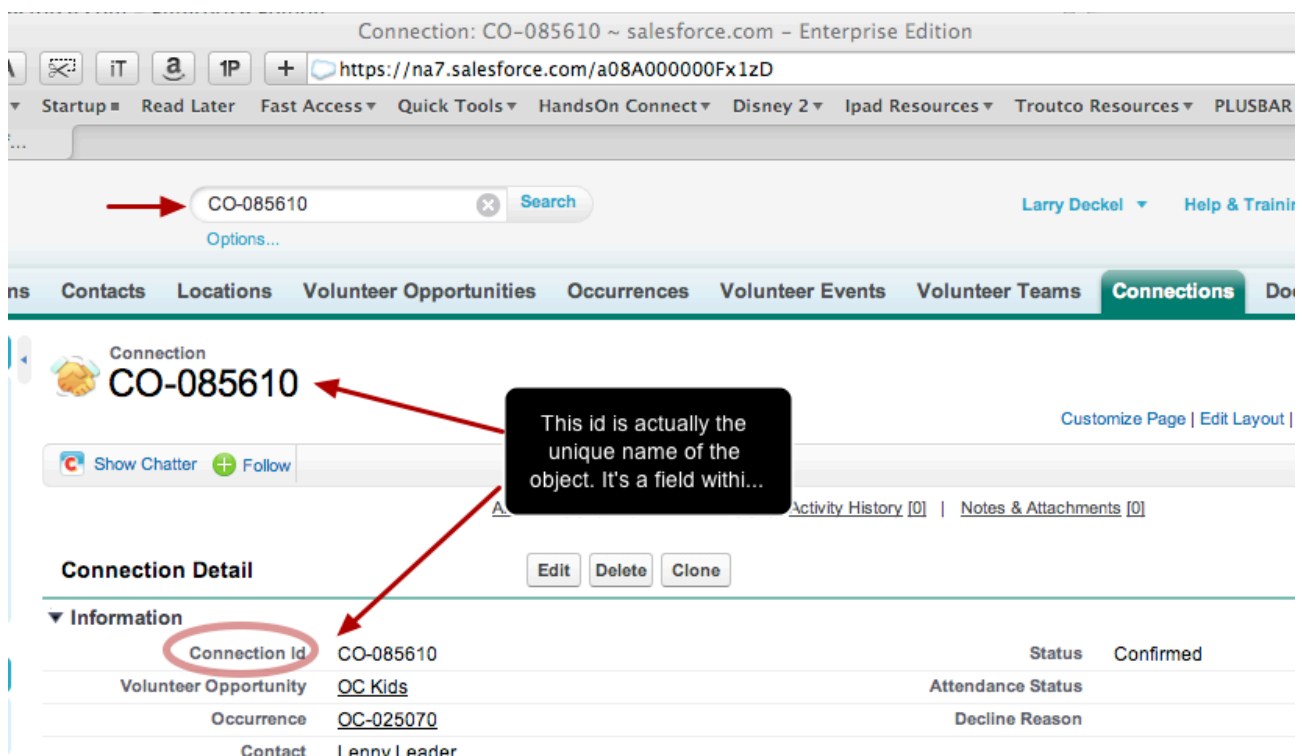 Connection: CO-085610 ~ salesforce.com – Enterprise Edition
iT a 1P + https://na7.salesforce.com/a08A000000Fx1zD
Startup Read Later Fast Access Quick Tools HandsOn Connect Disney 2 Ipad Resources Troutco Resources PLUSBAR
...
CO-085610 Search Larry Deckel Help &
Options...
Contacts Locations Volunteer Opportunities Occurrences Volunteer Events Volunteer Teams Connections
Connection
CO-085610
This id is actually the
unique name of the
object. It's a field withi...
Customize Page | Edit Layout |
Show Chatter Follow
Activity History [0] | Notes & Attachments [0]
Connection Detail Edit Delete Clone
Information
Connection Id CO-085610 Status Confirmed
Volunteer Opportunity OC Kids Attendance Status
Occurrence OC-025070 Decline Reason
Contact Lenny Leader